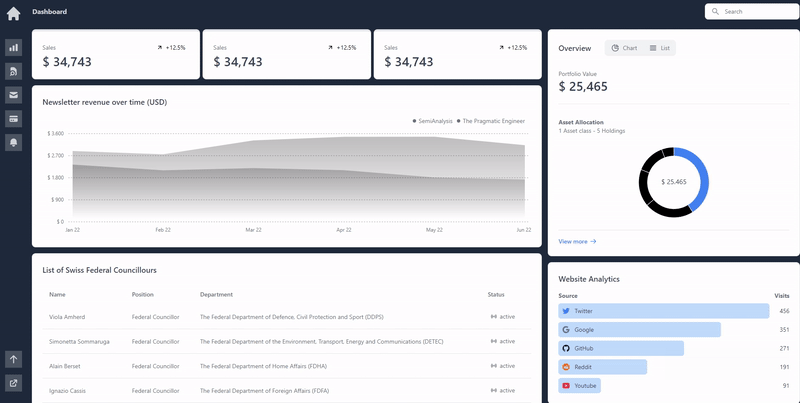 Dashboard
Search
Sales
+12.5%
$ 34,743
Sales
+12.5%
$ 34,743
Sales
+12.5%
$ 34,743
Newsletter revenue over time (USD)
SemiAnalysis The Pragmatic Engineer
$ 3.600
$ 2.700
$ 1.800
$ 900
$ 0
Jan 22 Feb 22 Mar 22 Apr 22 May 22 Jun 22
List of Swiss Federal Councillours
Name Position Department Status
Viola Amherd Federal Councillor The Federal Department of Defence, Civil Protection and Sport (DDPS) active
Simonetta Sommaruga Federal Councillor The Federal Department of the Environment, Transport, Energy and Communications (DETEC) active
Alain Berset Federal Councillor The Federal Department of Home Affairs (FDHA) active
Ignazio Cassis Federal Councillor The Federal Department of Foreign Affairs (FDFA) active
Overview Chart List
Portfolio Value
$ 25,465
Asset Allocation
1 Asset class - 5 Holdings
$ 25.465
View more
Website Analytics
Source Visits
Twitter 456
Google 351
GitHub 271
Reddit 191
Youtube 91